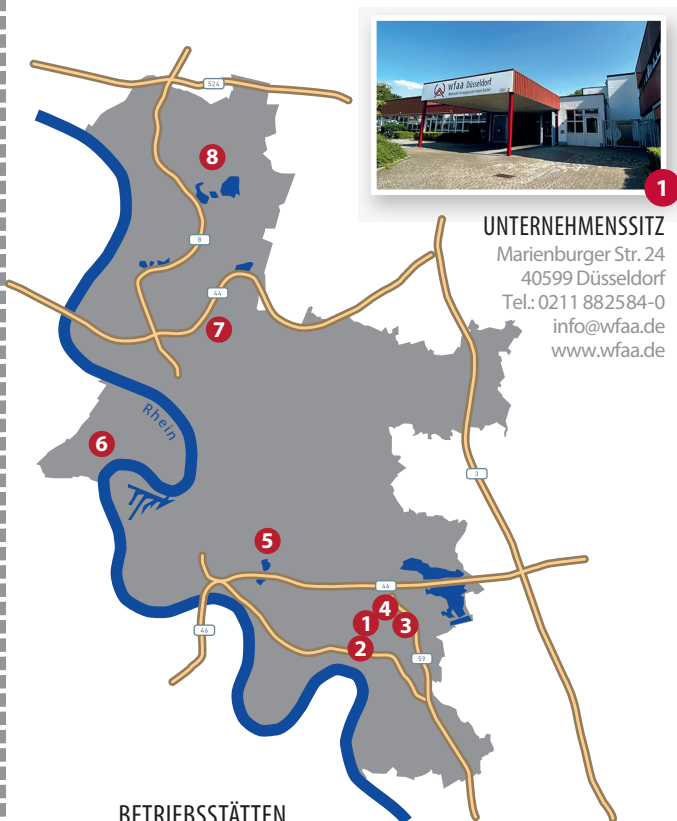 wfaa Düsseldorf
1
UNTERNEHMENSSITZ
Marienburger Str. 24
40599 Düsseldorf
Tel.: 0211 882584-0
info@wfaa.de
www.wfaa.de
524
8
8
44
7
Rhein
6
3
5
46
4
1
3
2
46
59
BETRIEBSSTÄTTEN